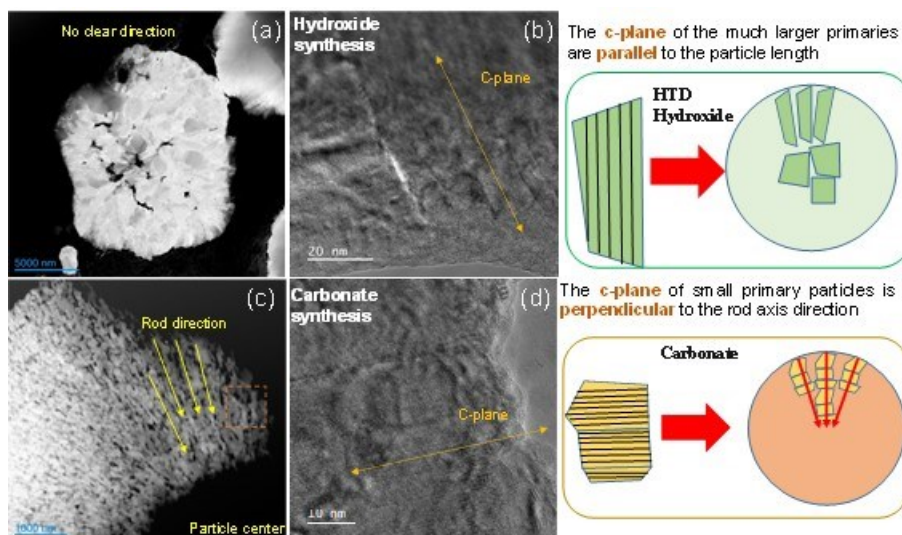 No clear direction
(a)
5000 nm
Hydroxide
synthesis
(b)
C-plane
20 nm
The c-plane of the much larger primaries
are parallel to the particle length
HTD
Hydroxide
(c)
Rod direction
Particle center
1000 nm
Carbonate
synthesis
(d)
C-plane
10 nm
The c-plane of small primary particles is
perpendicular to the rod axis direction
Carbonate